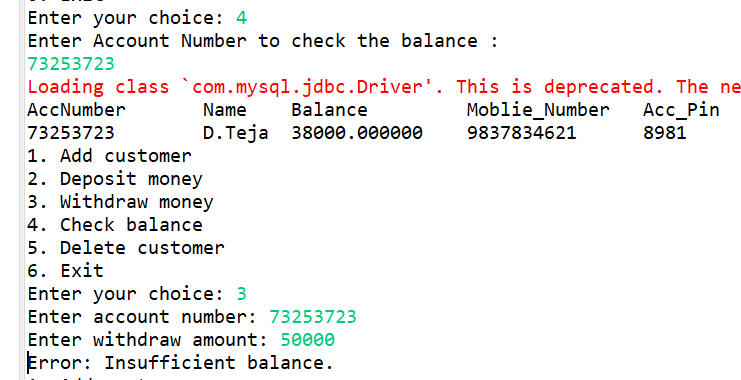 Enter your choice: 4
Enter Account Number to check the balance :
73253723
Loading class `com.mysql.jdbc.Driver'. This is deprecated. The ne
AccNumber Name Balance Moblie_Number Acc_Pin
73253723 D.Teja 38000.000000 9837834621 8981
1. Add customer
2. Deposit money
3. Withdraw money
4. Check balance
5. Delete customer
6. Exit
Enter your choice: 3
Enter account number: 73253723
Enter withdraw amount: 50000
Error: Insufficient balance.